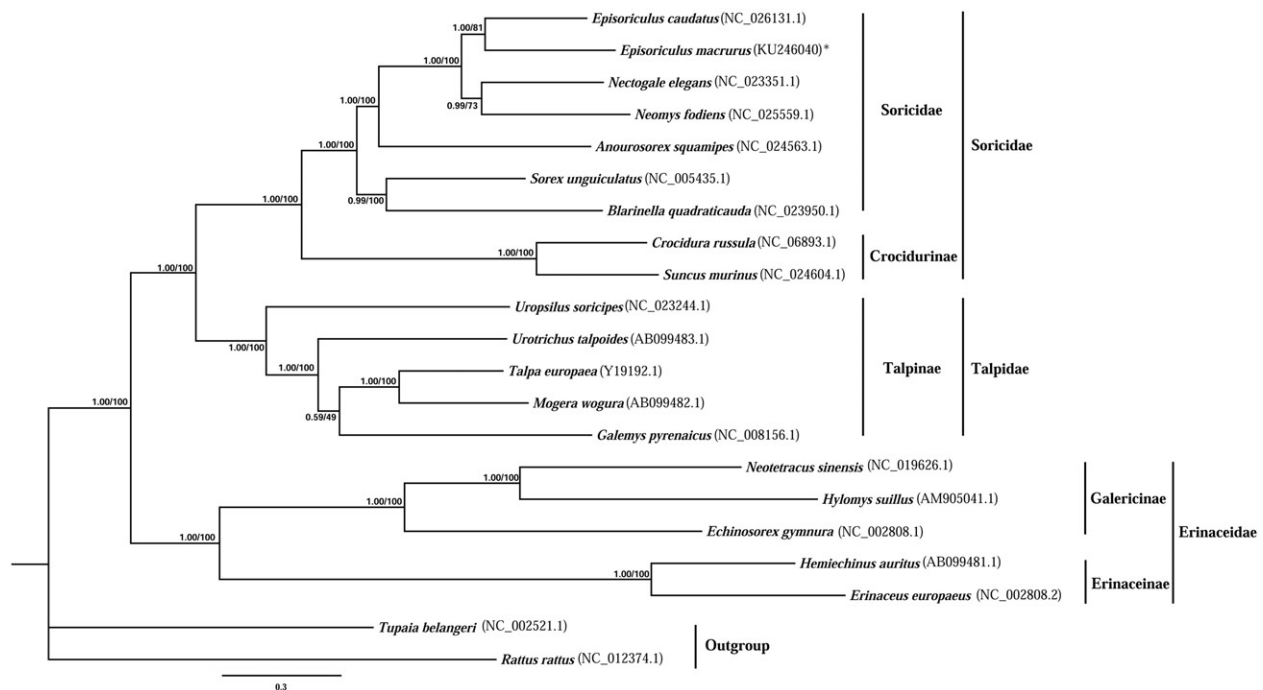 1.00/81
Episoriculus caudatus (NC_026131.1)
1.00/100
Episoriculus macrurus (KU246040)*
Nectogale elegans (NC_023351.1)
1.00/100
0.99/73
Neomys fodiens (NC_025559.1)
Soricidae
1.00/100
Anourosorex squamipes (NC_024563.1)
Soricidae
Sorex unguiculatus (NC_005435.1)
1.00/100
0.99/100
Blarinella quadraticauda (NC_023950.1)
Crocidura russula (NC_06893.1)
1.00/100
Crocidurinae
1.00/100
Suncus murinus (NC_024604.1)
Uropsilus soricipes (NC_023244.1)
1.00/100
Urotrichus talpoides (AB099483.1)
1.00/100
Talpa europaea (Y19192.1)
Talpinae
Talpidae
1.00/100
Mogera wogura (AB099482.1)
0.59/49
Galemys pyrenaicus (NC_008156.1)
1.00/100
Neotetracus sinensis (NC_019626.1)
1.00/100
Hylomys suillus (AM905041.1)
Galericinae
1.00/100
Echinosorex gymnura (NC_002808.1)
Erinaceidae
1.00/100
Hemiechinus auritus (AB099481.1)
1.00/100
Erinaceinae
Erinaceus europaeus (NC_002808.2)
Tupaia belangeri (NC_002521.1)
Outgroup
Rattus rattus (NC_012374.1)
0.3